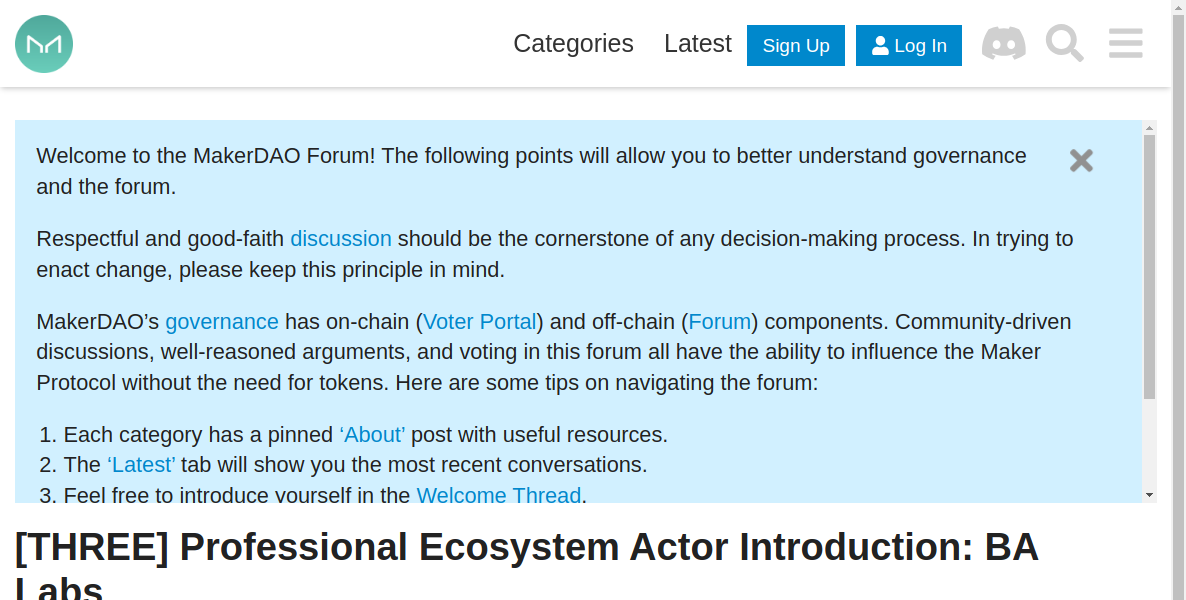 Categories Latest Sign Up Log In
Welcome to the MakerDAO Forum! The following points will allow you to better understand governance
and the forum.
Respectful and good-faith discussion should be the cornerstone of any decision-making process. In trying to
enact change, please keep this principle in mind.
MakerDAO’s governance has on-chain (Voter Portal) and off-chain (Forum) components. Community-driven
discussions, well-reasoned arguments, and voting in this forum all have the ability to influence the Maker
Protocol without the need for tokens. Here are some tips on navigating the forum:
1. Each category has a pinned ‘About’ post with useful resources.
2. The ‘Latest’ tab will show you the most recent conversations.
3. Feel free to introduce yourself in the Welcome Thread.
[THREE] Professional Ecosystem Actor Introduction: BA
Labs